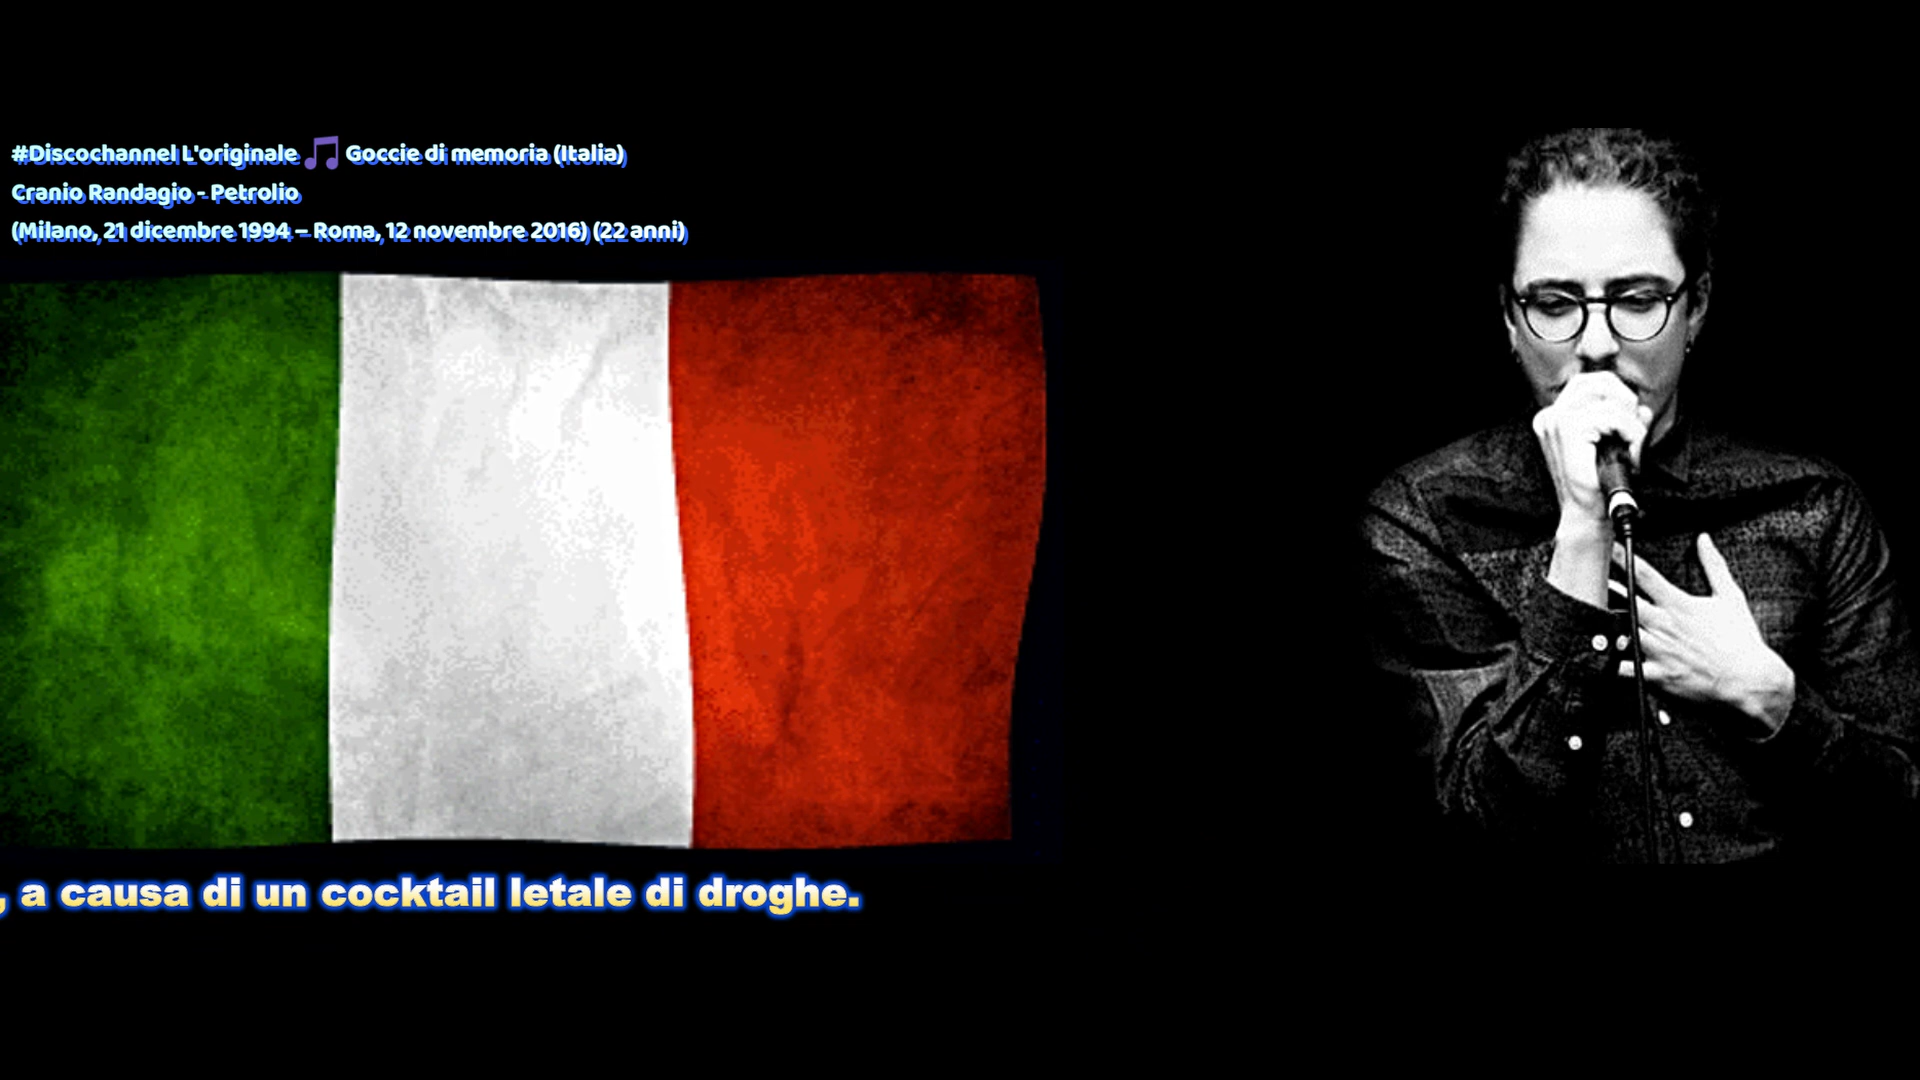 #Discochannel L'originale 🎵 Goccie di memoria (Italia)
Cranio Randagio - Petrolio
(Milano, 21 dicembre 1994 – Roma, 12 novembre 2016) (22 anni)
, a causa di un cocktail letale di droghe.